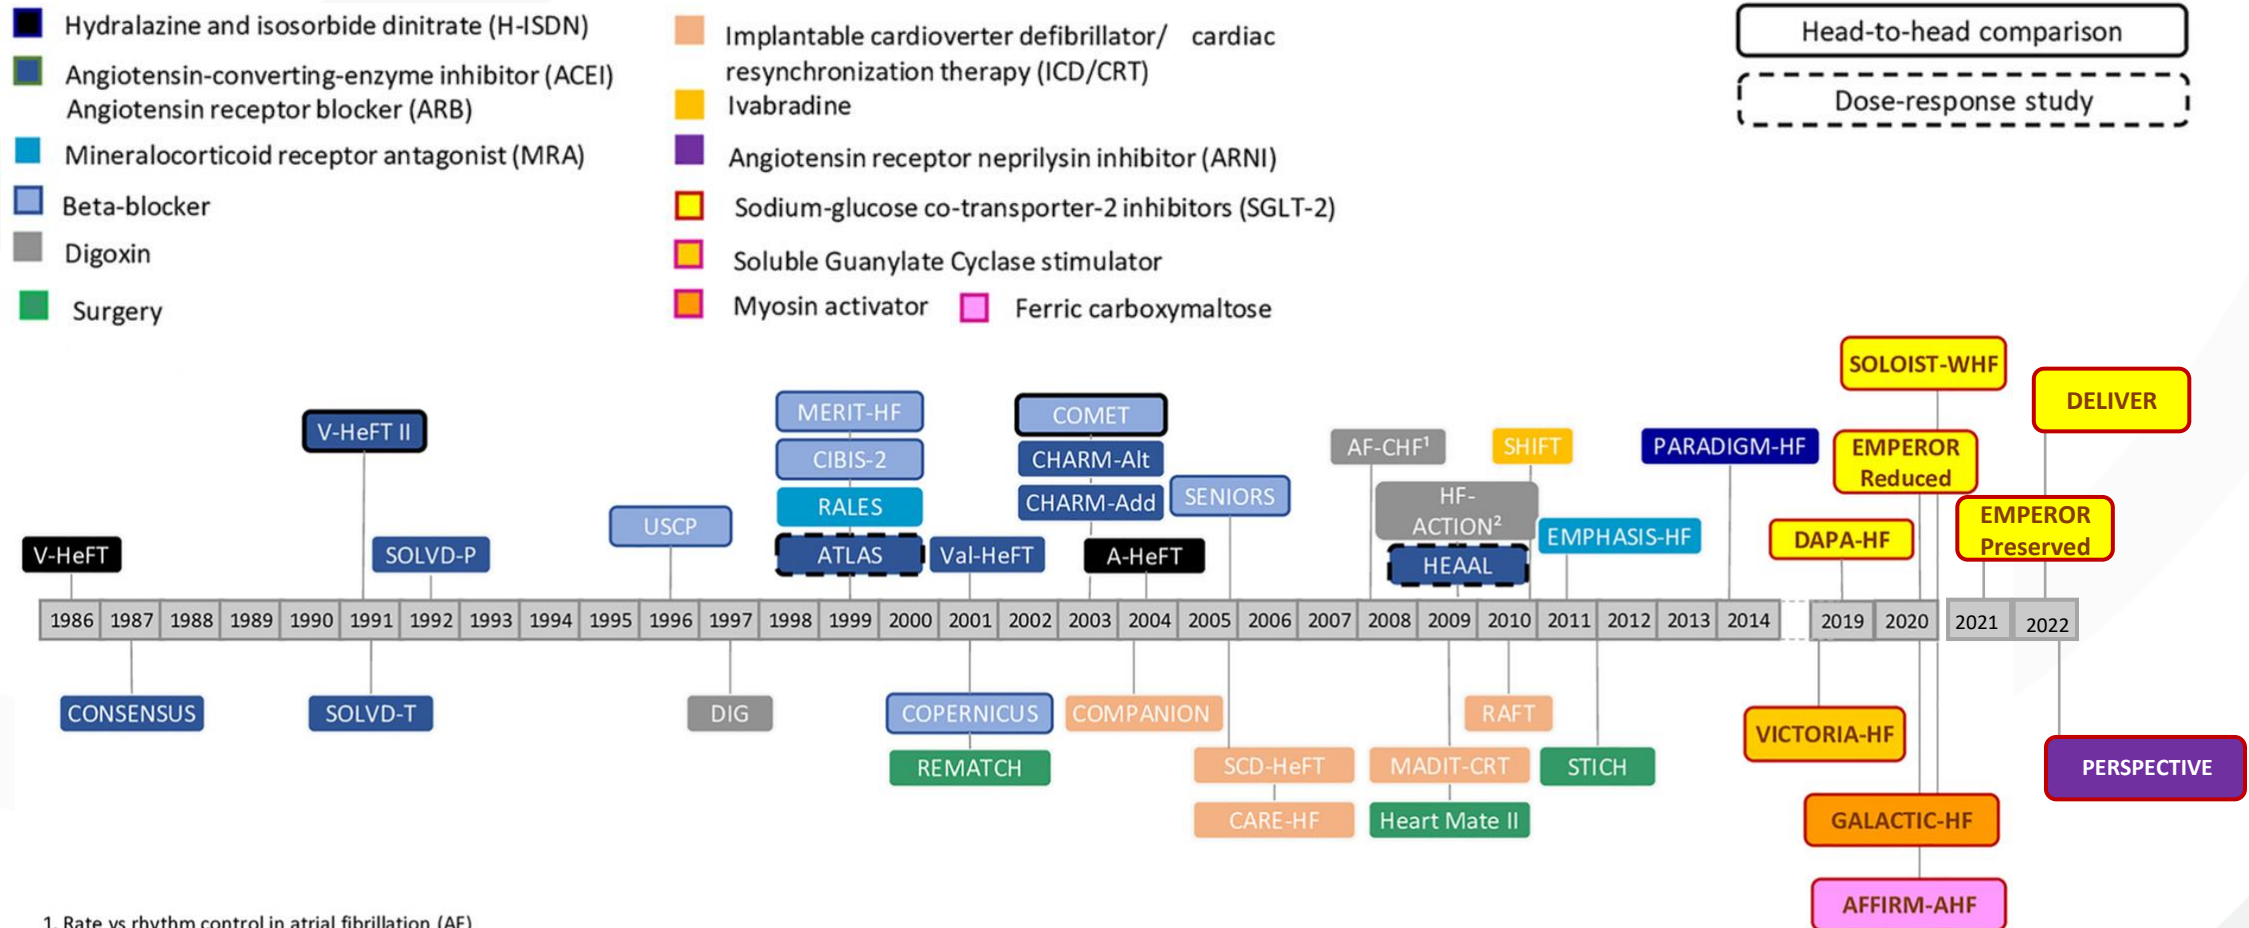 Hydralazine and isosorbide dinitrate (H-ISDN)
Angiotensin-converting-enzyme inhibitor (ACEI)
Angiotensin receptor blocker (ARB)
Mineralocorticoid receptor antagonist (MRA)
Beta-blocker
Digoxin
Surgery
Implantable cardioverter defibrillator/ cardiac
resynchronization therapy (ICD/CRT)
Ivabradine
Angiotensin receptor neprilysin inhibitor (ARNI)
Sodium-glucose co-transporter-2 inhibitors (SGLT-2)
Soluble Guanylate Cyclase stimulator
Myosin activator
Ferric carboxymaltose
Head-to-head comparison
Dose-response study
V-HeFT
V-HeFT II
SOLVD-P
USCP
MERIT-HF
CIBIS-2
RALES
ATLAS
Val-HeFT
COMET
CHARM-Alt
CHARM-Add
A-HeFT
SENIORS
AF-CHF¹
HF-
ACTION²
HEAAL
SHIFT
EMPHASIS-HF
PARADIGM-HF
SOLOIST-WHF
EMPEROR
Reduced
DAPA-HF
DELIVER
EMPEROR
Preserved
1986 1987 1988 1989 1990 1991 1992 1993 1994 1995 1996 1997 1998 1999 2000 2001 2002 2003 2004 2005 2006 2007 2008 2009 2010 2011 2012 2013 2014 2019 2020 2021 2022
CONSENSUS
SOLVD-T
DIG
COPERNICUS
REMATCH
COMPANION
SCD-HeFT
CARE-HF
MADIT-CRT
Heart Mate II
RAFT
STICH
VICTORIA-HF
GALACTIC-HF
AFFIRM-AHF
PERSPECTIVE
1. Rate vs rhythm control in atrial fibrillation (AF)